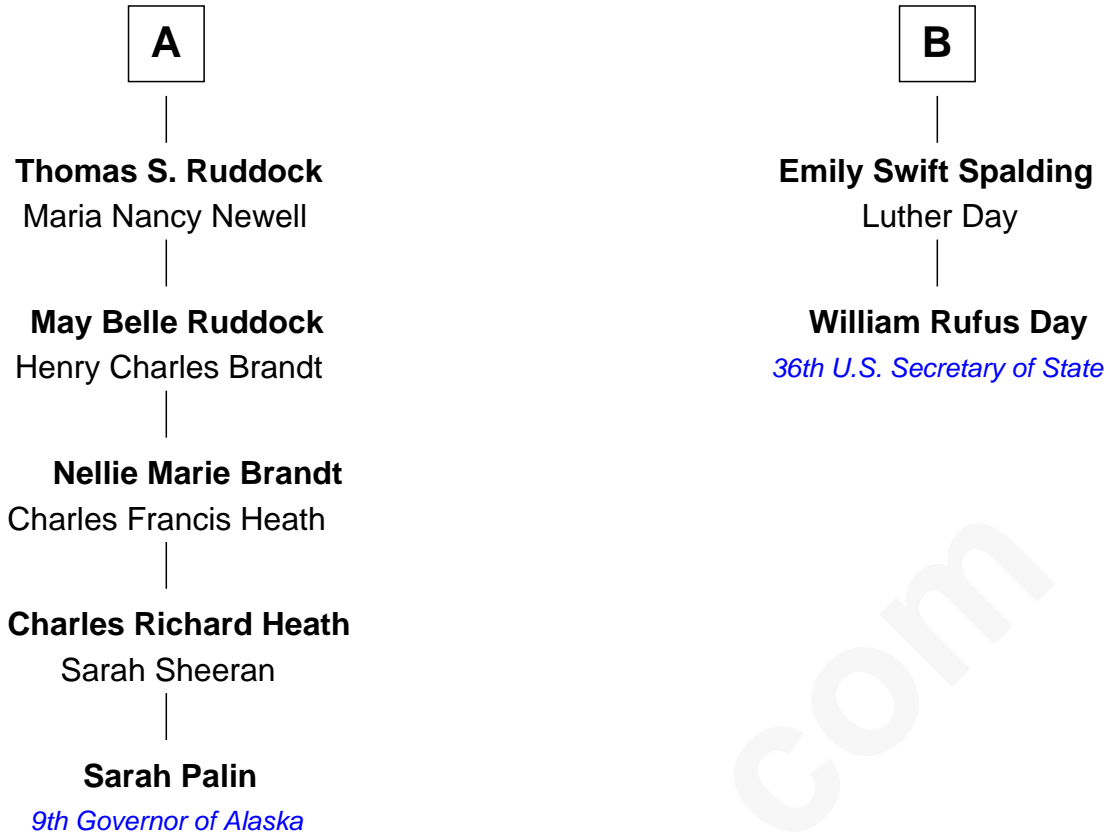 A
Thomas S. Ruddock
Maria Nancy Newell
May Belle Ruddock
Henry Charles Brandt
Nellie Marie Brandt
Charles Francis Heath
Charles Richard Heath
Sarah Sheeran
Sarah Palin
9th Governor of Alaska
B
Emily Swift Spalding
Luther Day
William Rufus Day
36th U.S. Secretary of State
com